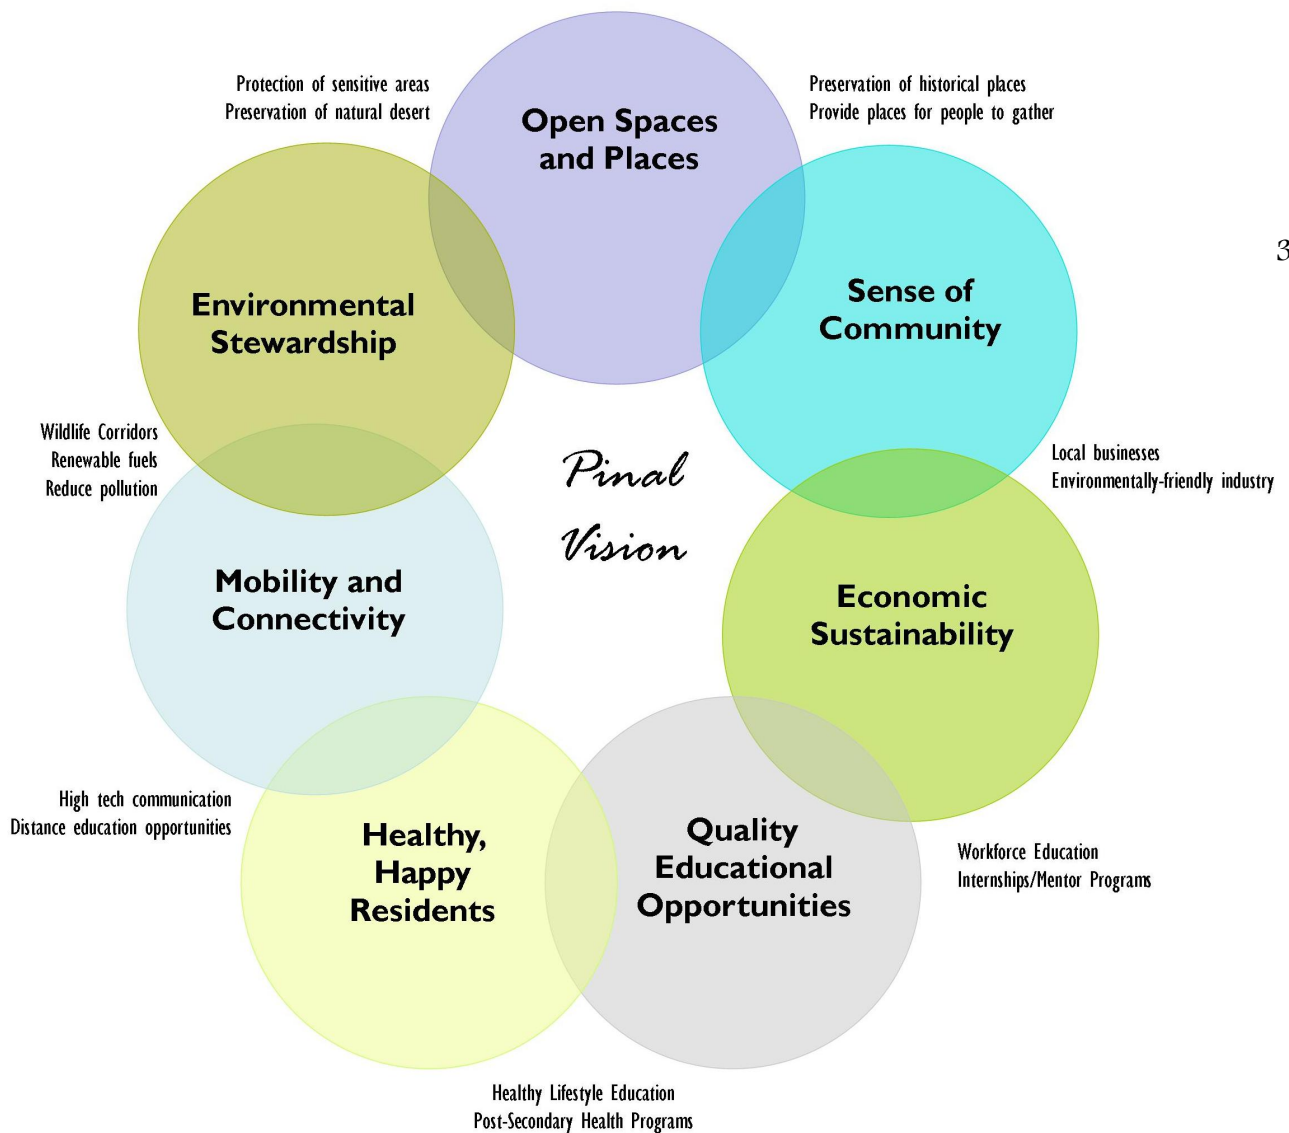 Protection of sensitive areas
Preservation of natural desert
Open Spaces
and Places
Preservation of historical places
Provide places for people to gather
3
Environmental
Stewardship
Sense of
Community
Wildlife Corridors
Renewable fuels
Reduce pollution
Pinal
Vision
Local businesses
Environmentally-friendly industry
Mobility and
Connectivity
Economic
Sustainability
High tech communication
Distance education opportunities
Healthy,
Happy
Residents
Quality
Educational
Opportunities
Workforce Education
Internships/Mentor Programs
Healthy Lifestyle Education
Post-Secondary Health Programs